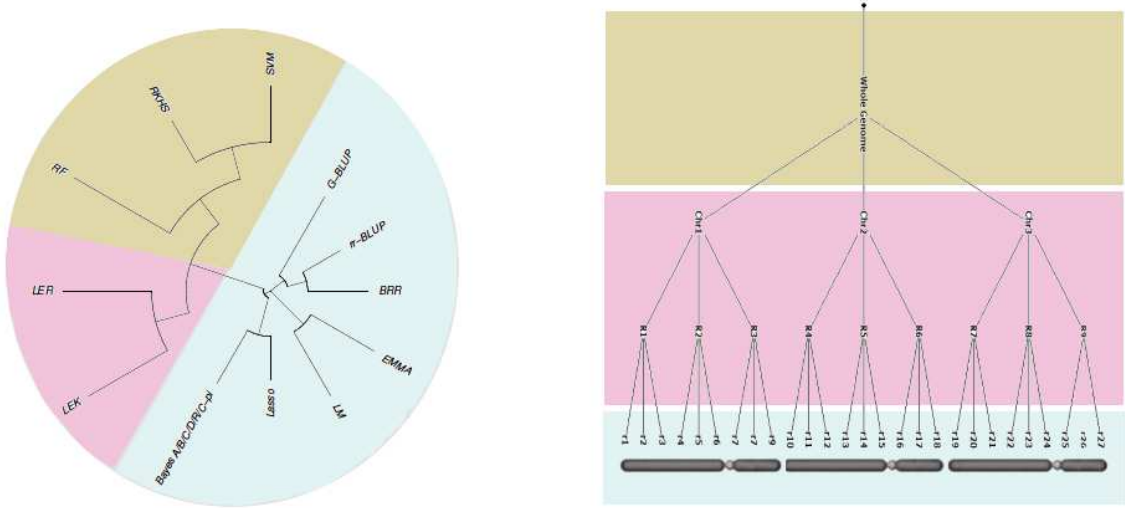 SVM
RKHS
RF
G-BLUP
rr-BLUP
BRR
EMMA
LM
Lasso
Bayes A/B/C/D/R/C-pi
LER
LEK
Whole Genome
Chr1 Chr2 Chr3
R1 R2 R3 R4 R5 R6 R7 R8 R9
r1 r2 r3 r4 r5 r6 r7 r7 r9 r10 r11 r12 r13 r14 r15 r16 r17 r18 r19 r20 r21 r22 r23 r24 r25 r26 r27